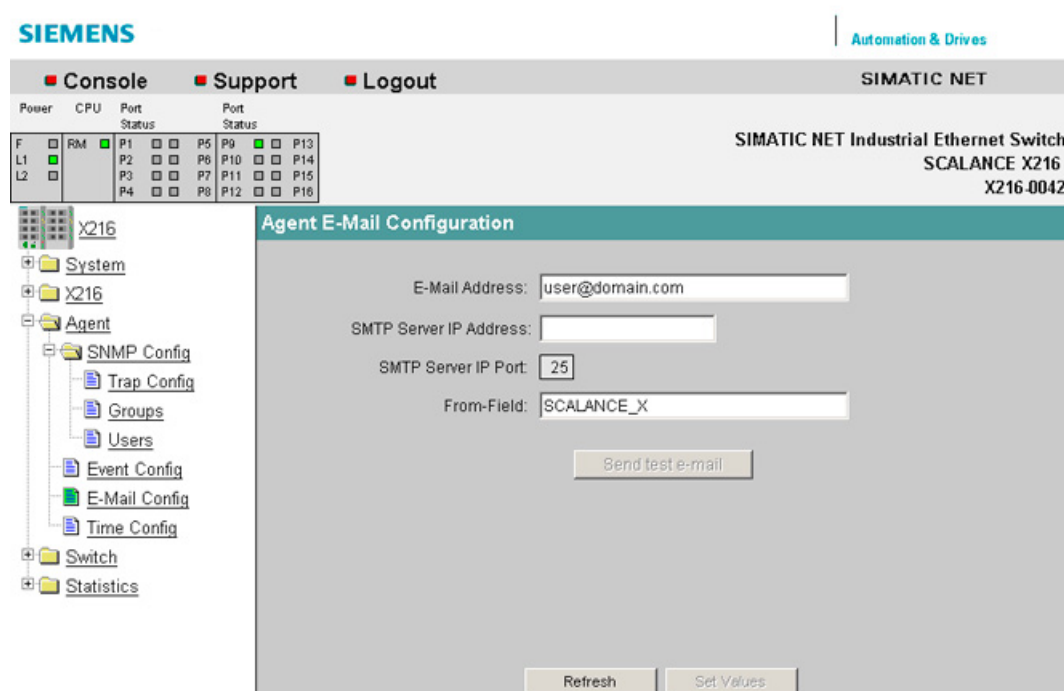 SIEMENS
Automation & Drives
Console Support Logout SIMATIC NET
Power CPU Port Status Port Status
F RM P1 P5 P9 P13
L1 P2 P6 P10 P14
L2 P3 P7 P11 P15
P4 P8 P12 P16
SIMATIC NET Industrial Ethernet Switch
SCALANCE X216
X216-0042
X216
System
X216
Agent
SNMP Config
Trap Config
Groups
Users
Event Config
E-Mail Config
Time Config
Switch
Statistics
Agent E-Mail Configuration
E-Mail Address: user@domain.com
SMTP Server IP Address:
SMTP Server IP Port: 25
From-Field: SCALANCE_X
Send test e-mail
Refresh Set Values